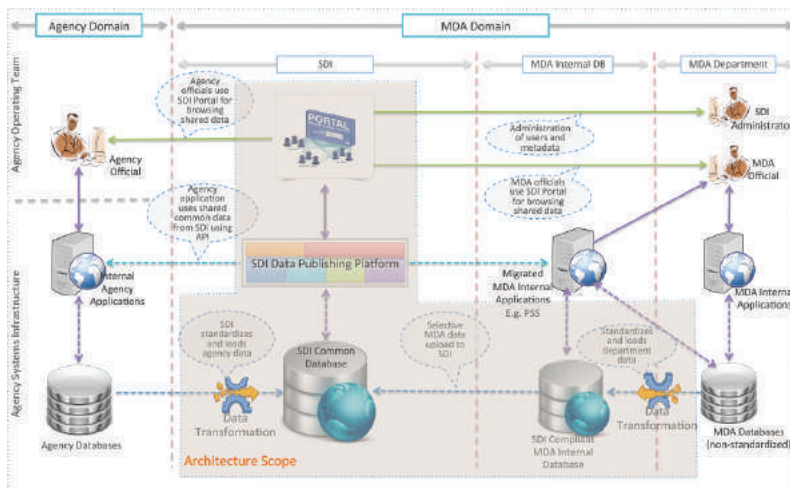 Agency Domain
MDA Domain
SDI
MDA Internal DB
MDA Department
Agency Operating Team
Agency
officials use
SDI Portal for
browsing
shared data
PORTAL
Administration
of users and
metadata
SDI
Administrator
Agency
Official
MDA
Official
MDA officials
use SDI Portal
for browsing
shared data
Agency
application
uses shared
common data
from SDI using
API
Agency Systems Infrastructure
SDI Data Publishing Platform
Internal
Agency
Applications
Migrated
MDA Internal
Applications
E.g. PSS
MDA Internal
Applications
SDI
standardizes
and loads
agency data
SDI Common
Database
Selective
MDA data
upload to
SDI
Standardizes
and loads
department
data
Data
Transformation
Data
Transformation
Agency Databases
SDI Compliant
MDA Internal
Database
MDA Databases
(non-standardized)
Architecture Scope